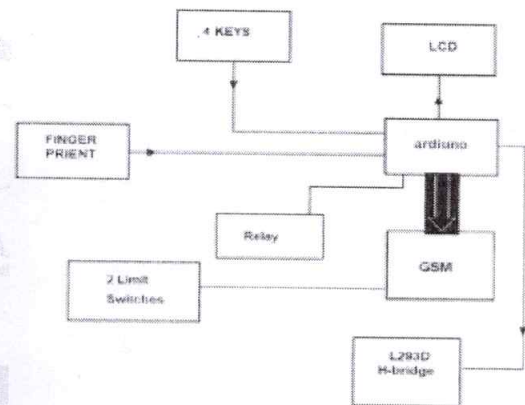 4 KEYS
LCD
FINGER
PRIENT
ardiuno
Relay
GSM
2 Limit
Switches
L293D
H-bridge